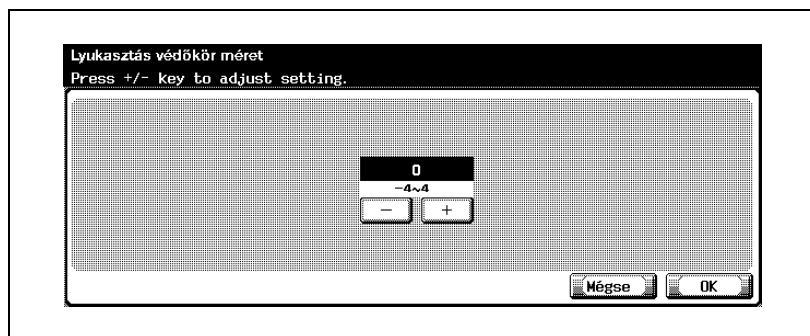 Lyukasztás védőkör méret
Press +/- key to adjust setting.
0
-4~4
- +
Mégse OK